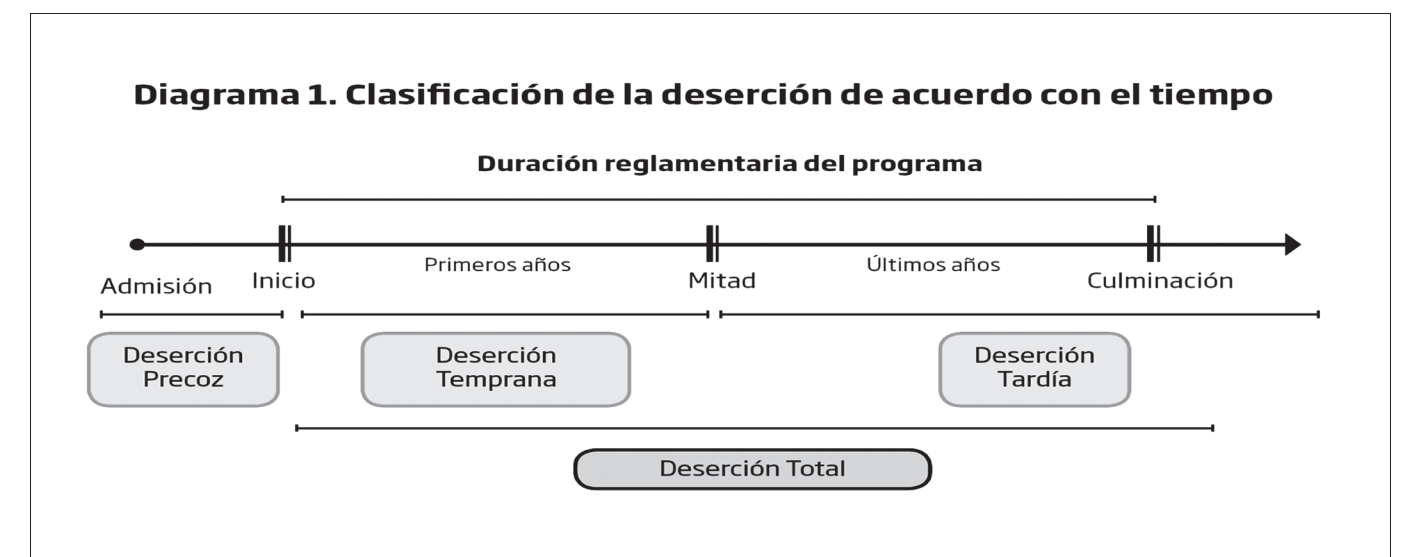 Diagrama 1. Clasificación de la deserción de acuerdo con el tiempo
Duración reglamentaria del programa
Primeros años
Últimos años
Admisión
Inicio
Mitad
Culminación
Deserción
Precoz
Deserción
Temprana
Deserción
Tardía
Deserción Total